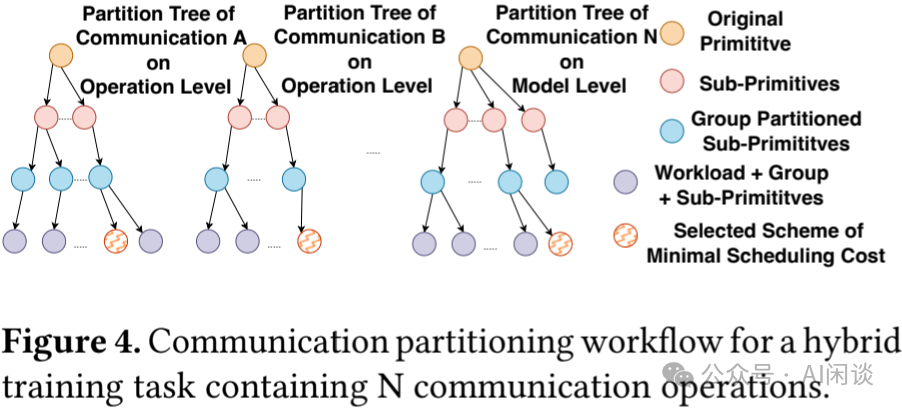 Partition Tree of
Communication A
on
Operation Level
Partition Tree of
Communication B
on
Operation Level
Partition Tree of
Communication N
on
Model Level
Original
Primititve
Sub-Primitives
Group Partitioned
Sub-Primititves
Workload + Group
+ Sub-Primititves
Selected Scheme of
Minimal Scheduling Cost
Figure 4. Communication partitioning workflow for a hybrid
training task containing N communication operations.
公众号 · AI闲谈